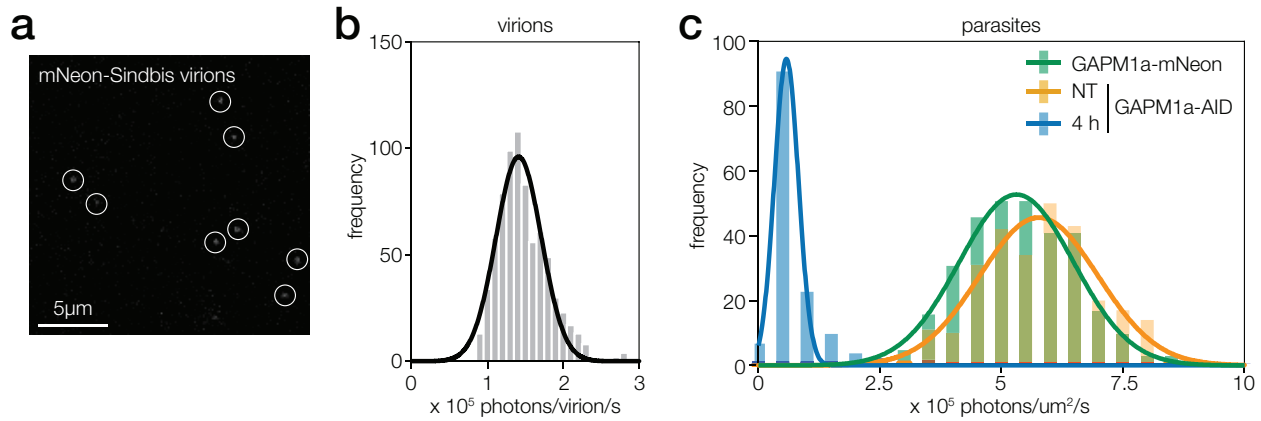 a
mNeon-Sindbis virions
5µm
b
virions
150
100
50
0
frequency
0 1 2 3
x 10⁵ photons/virion/s
c
parasites
100
80
60
40
20
0
frequency
GAPM1a-mNeon
NT
4 h
GAPM1a-AID
0 2.5 5 7.5 10
x 10⁵ photons/um²/s